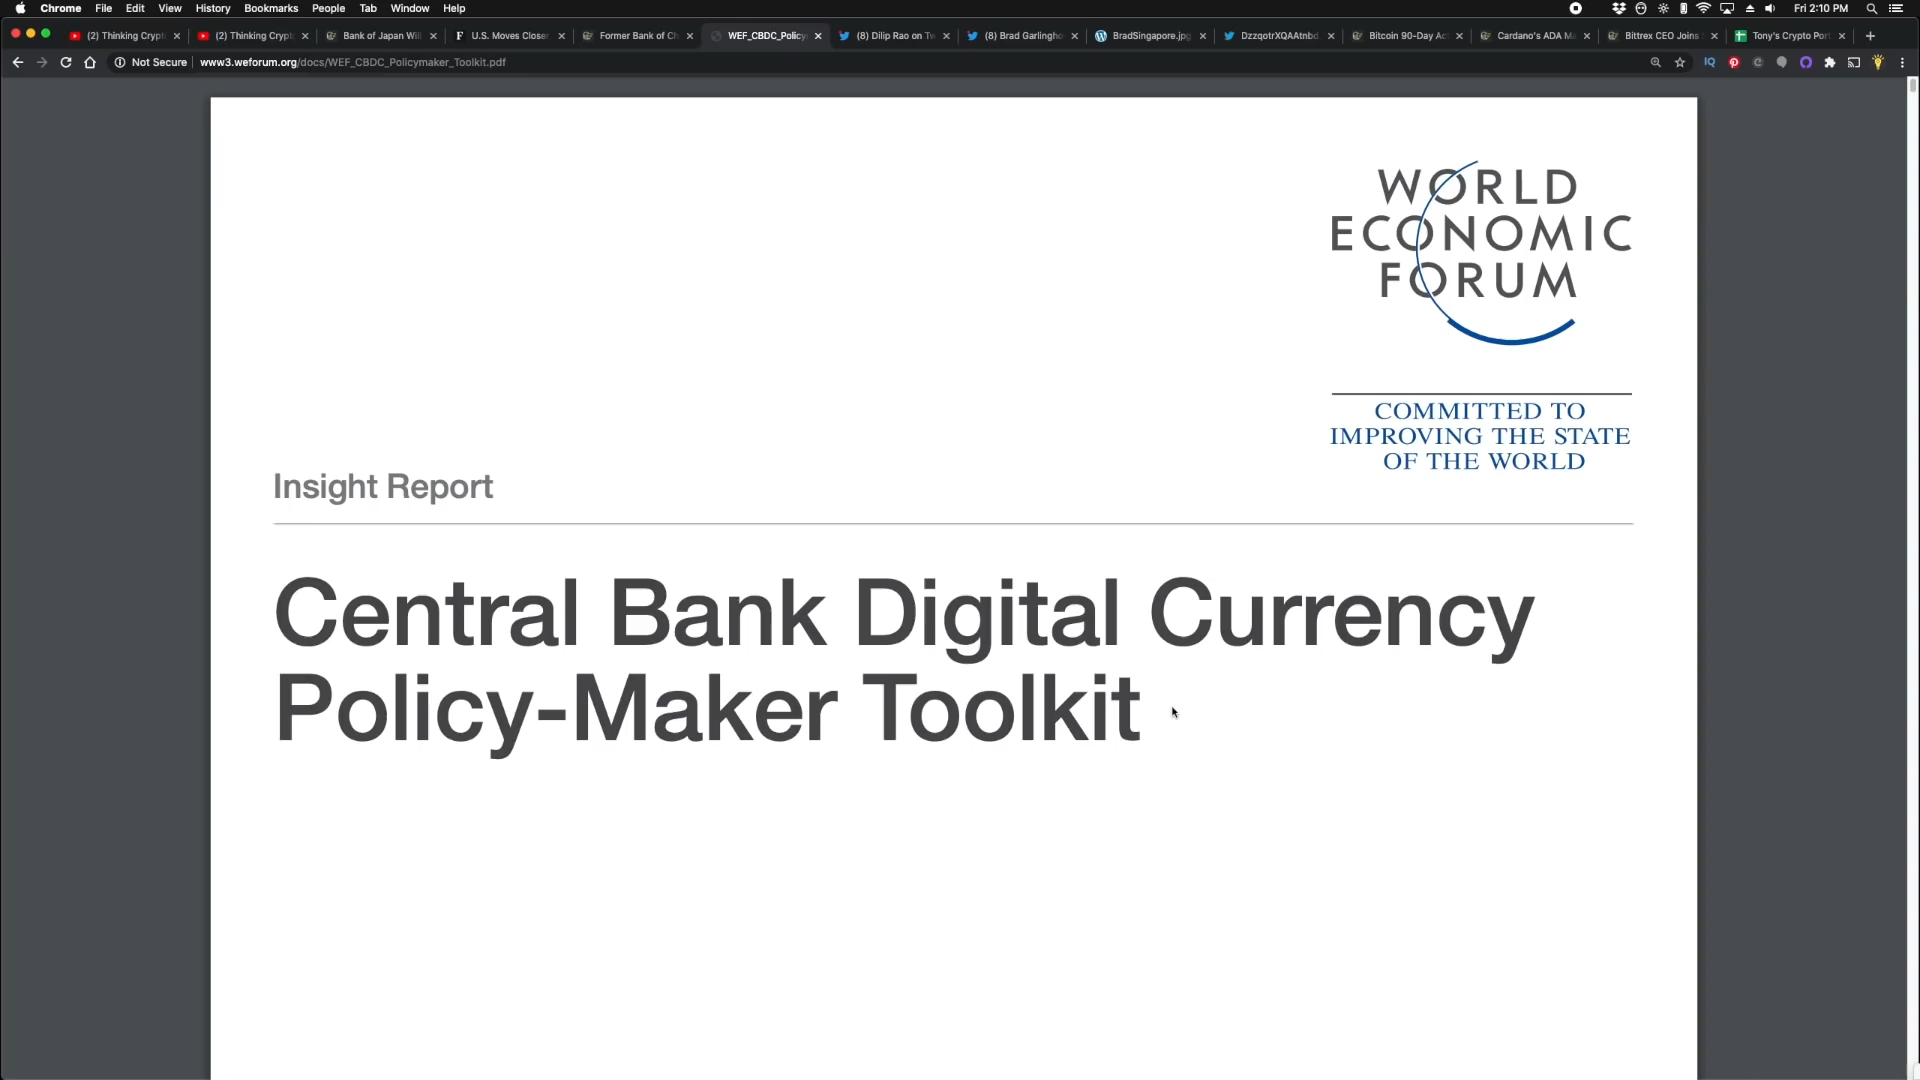 Chrome File Edit View History Bookmarks People Tab Window Help Fri 2:10 PM
(2) Thinking Crypt (2) Thinking Crypt Bank of Japan Wil U.S. Moves Closer Former Bank of Ch WEF_CBDC_Policy (8) Dilip Rao on Tw (8) Brad Garlingho BradSingapore.jpg DzzqotrXQAAtnbd Bitcoin 90-Day Ac Cardano's ADA Ma Bittrex CEO Joins Tony's Crypto Port
Not Secure www3.weforum.org/docs/WEF_CBDC_Policymaker_Toolkit.pdf
WORLD
ECONOMIC
FORUM
COMMITTED TO
IMPROVING THE STATE
OF THE WORLD
Insight Report
Central Bank Digital Currency
Policy-Maker Toolkit